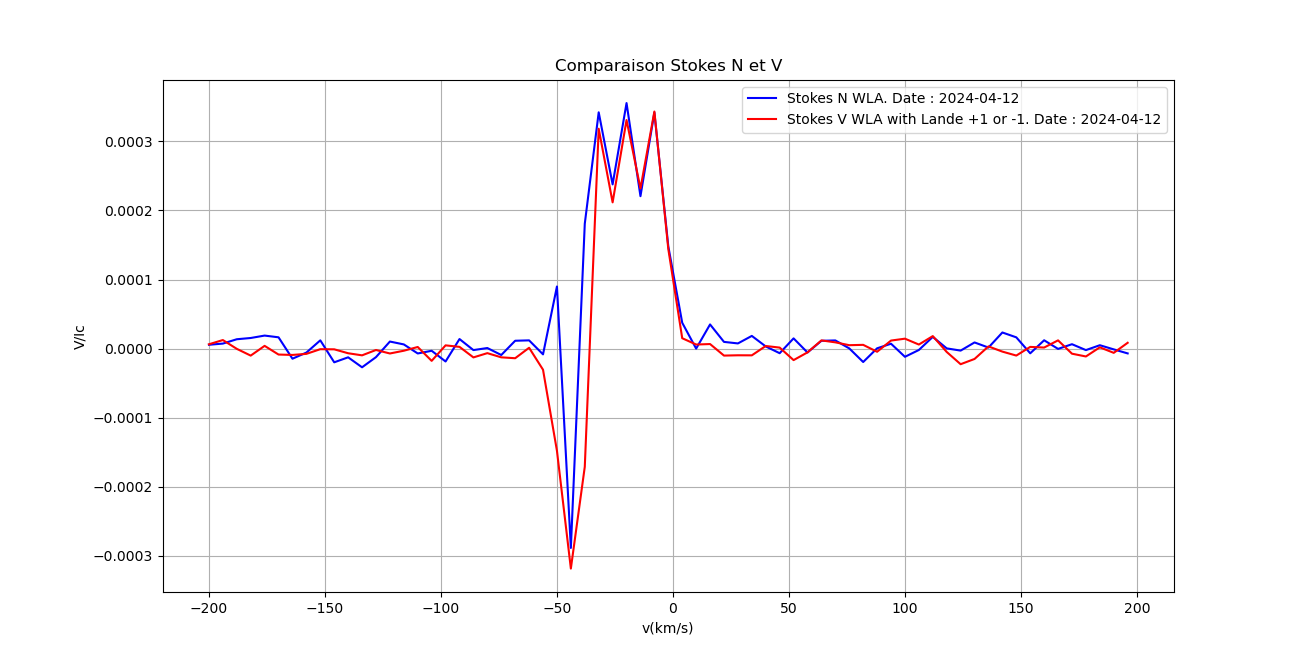 Comparaison Stokes N et V
Stokes N WLA. Date : 2024-04-12
Stokes V WLA with Lande +1 or -1. Date : 2024-04-12
V/Ic
0.0003
0.0002
0.0001
0.0000
−0.0001
−0.0002
−0.0003
−200 −150 −100 −50 0 50 100 150 200
v(km/s)